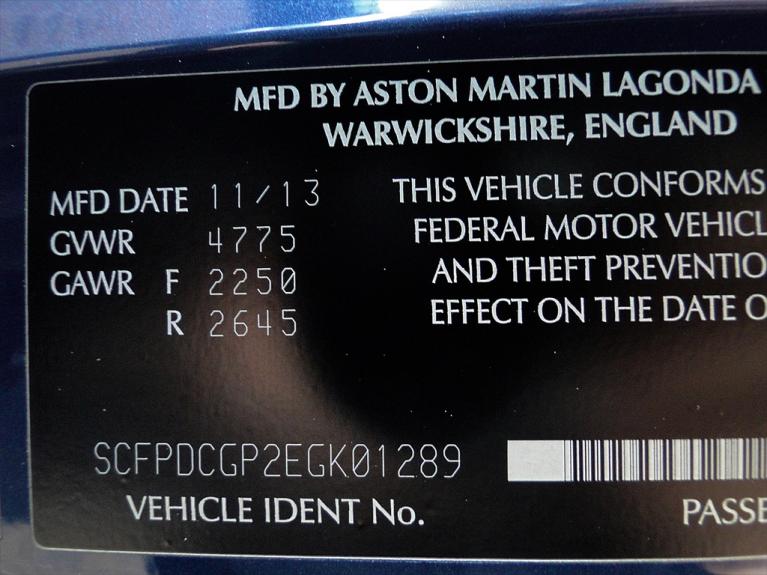 MFD BY ASTON MARTIN LAGONDA
WARWICKSHIRE, ENGLAND
MFD DATE 11/13
GVWR 4775
GAWR F 2250
R 2645
THIS VEHICLE CONFORMS
FEDERAL MOTOR VEHICL
AND THEFT PREVENTIO
EFFECT ON THE DATE O
SCFPDCGP2EGK01289
VEHICLE IDENT No.
PASSE